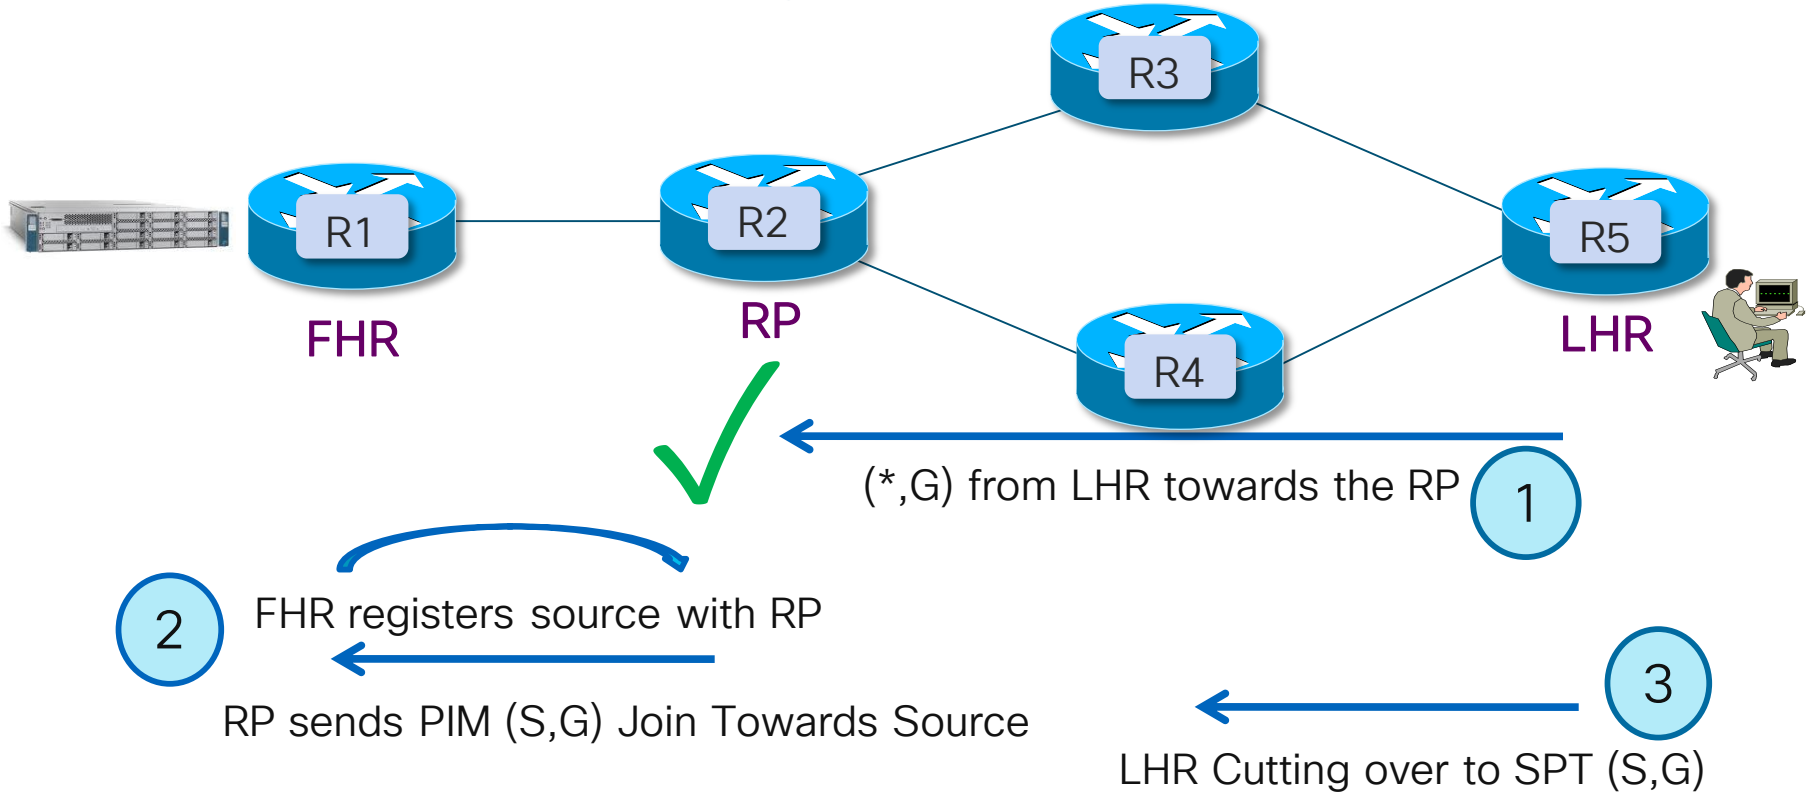 R3
R1
R2
R5
FHR
RP
R4
LHR
(*,G) from LHR towards the RP
1
2
FHR registers source with RP
RP sends PIM (S,G) Join Towards Source
3
LHR Cutting over to SPT (S,G)